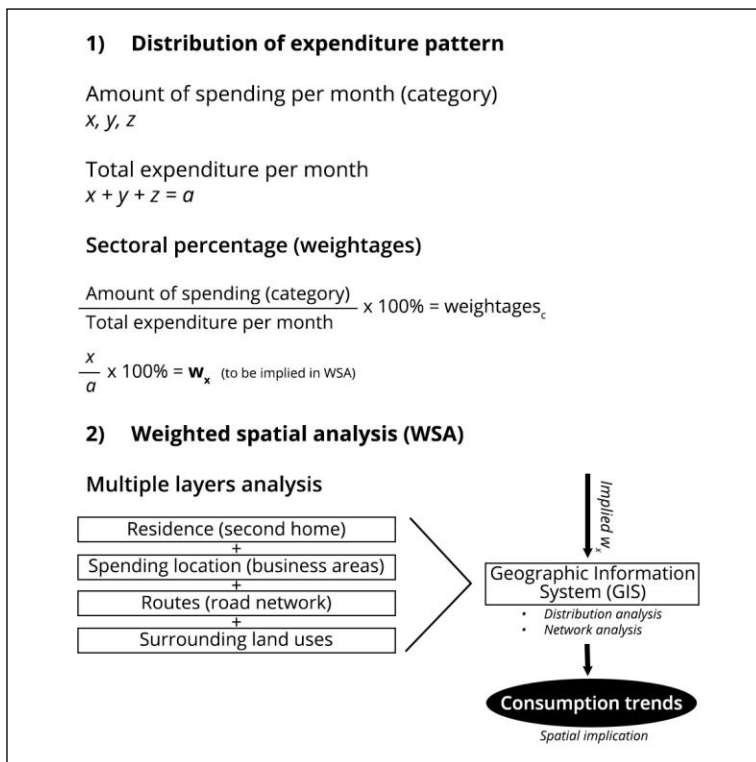 1) Distribution of expenditure pattern
Amount of spending per month (category)
x, y, z
Total expenditure per month
x + y + z = a
Sectoral percentage (weightages)
Amount of spending (category)
Total expenditure per month
x 100% = weightages_c
x
a
x 100% = w_x (to be implied in WSA)
2) Weighted spatial analysis (WSA)
Multiple layers analysis
Residence (second home)
+
Spending location (business areas)
+
Routes (road network)
+
Surrounding land uses
Implied w_x
Geographic Information
System (GIS)
• Distribution analysis
• Network analysis
Consumption trends
Spatial implication